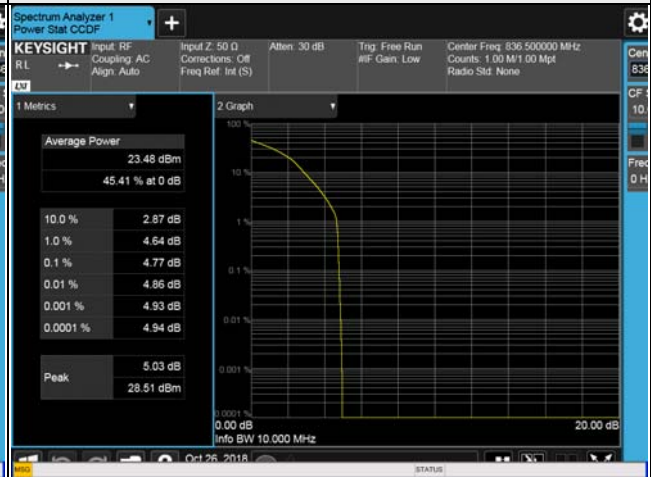 Spectrum Analyzer 1
Power Stat CCDF
+
KEYSIGHT Input: RF Input Z: 50 Ω Atten: 30 dB Trig: Free Run Center Freq: 836.500000 MHz
RL Coupling: AC Corrections: Off #IF Gain: Low Counts: 1.00 M/1.00 Mpt
Align: Auto Freq Ref: Int (S) Radio Std: None
LXI
Cen
836
CF
10.
Freq
0 H
1 Metrics
2 Graph
Average Power
23.48 dBm
45.41 % at 0 dB
10.0 % 2.87 dB
1.0 % 4.64 dB
0.1 % 4.77 dB
0.01 % 4.86 dB
0.001 % 4.93 dB
0.0001 % 4.94 dB
Peak 5.03 dB
28.51 dBm
100 %
10 %
1 %
0.1 %
0.01 %
0.001 %
0.0001 %
0.00 dB 20.00 dB
Info BW 10.000 MHz
Oct 26, 2018
MSG STATUS